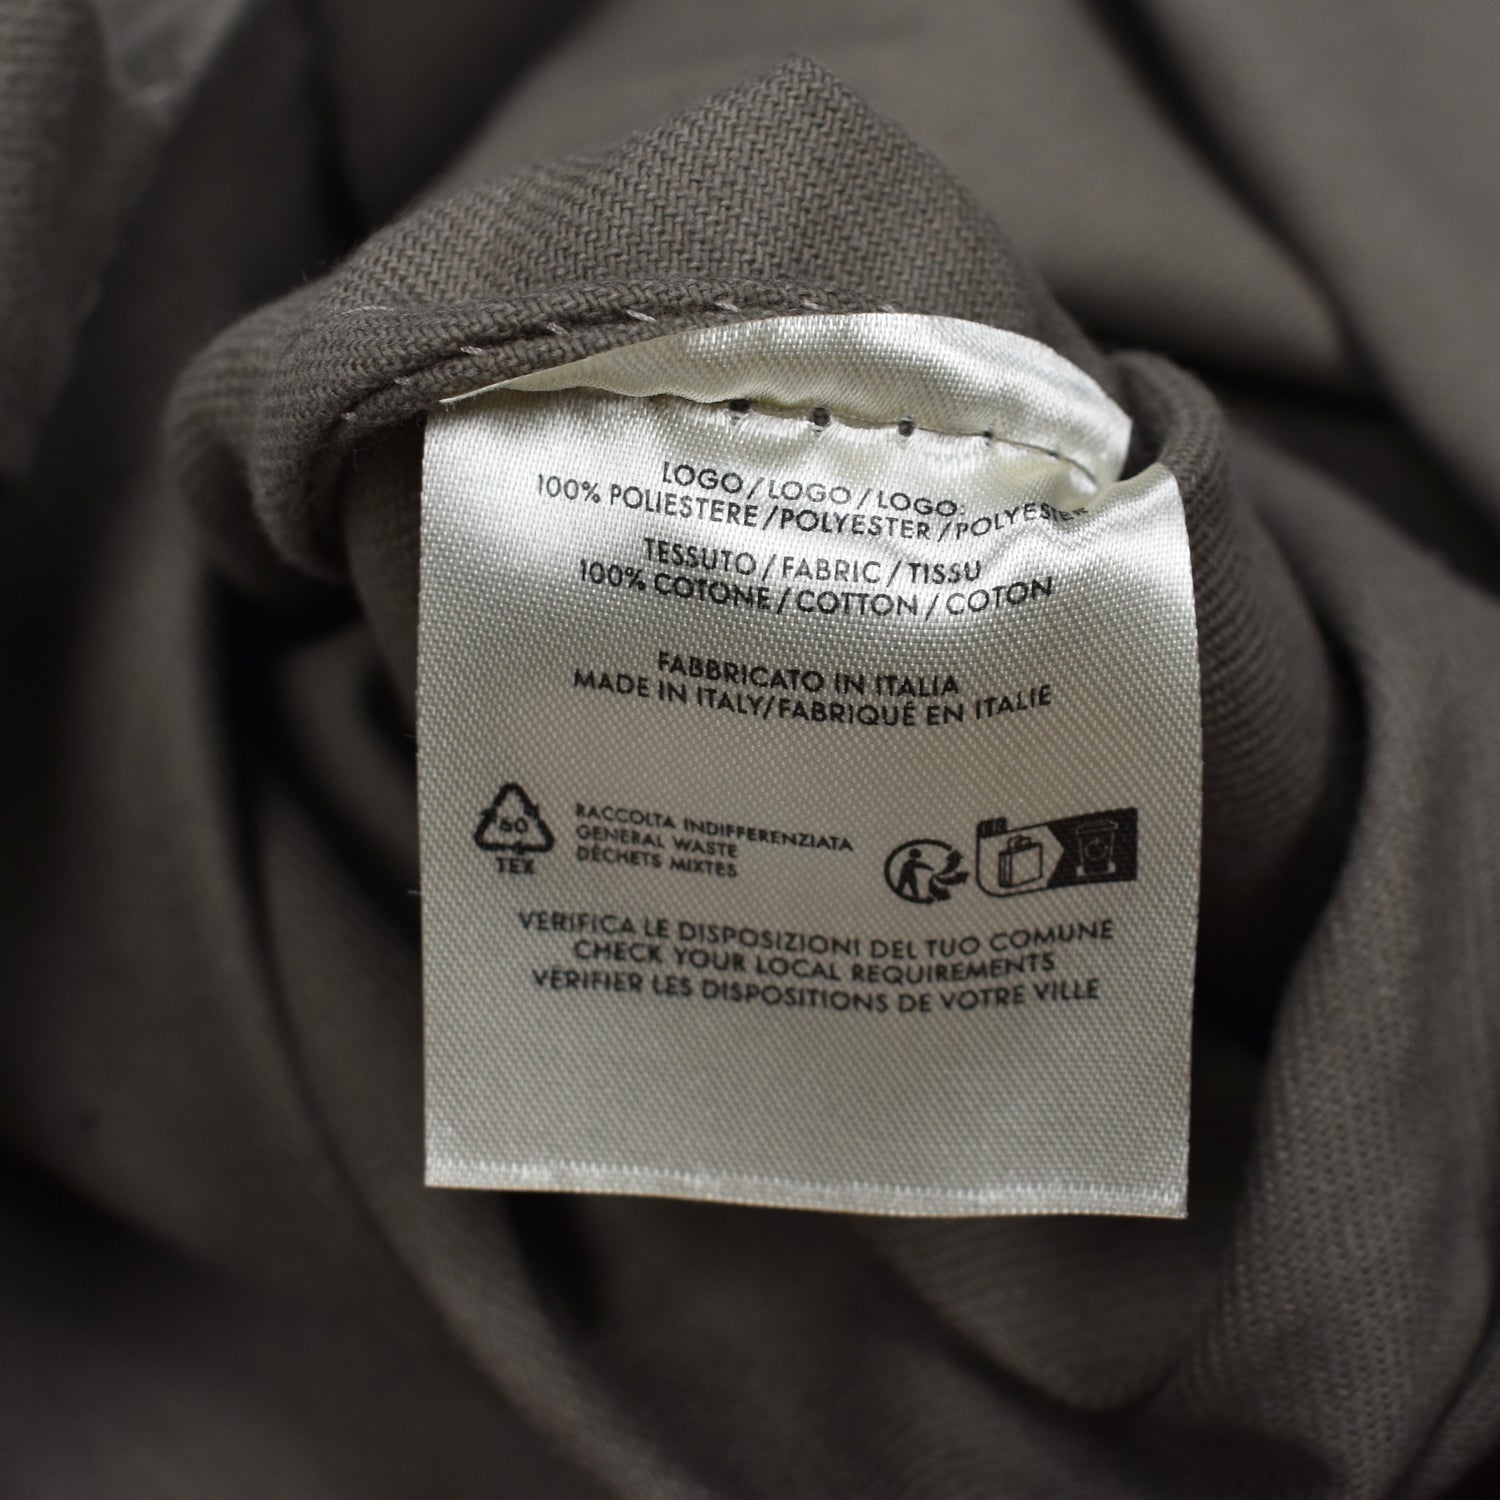 LOGO/LOGO/LOGO:
100% POLIESTERE/POLYESTER/POLYESTER
TESSUTO/FABRIC/TISSU
100% COTONE/COTTON/COTON
FABBRICATO IN ITALIA
MADE IN ITALY/FABRIQUÉ EN ITALIE
60
TEX
RACCOLTA INDIFFERENZIATA
GENERAL WASTE
DÉCHETS MIXTES
FR
VERIFICA LE DISPOSIZIONI DEL TUO COMUNE
CHECK YOUR LOCAL REQUIREMENTS
VÉRIFIER LES DISPOSITIONS DE VOTRE VILLE